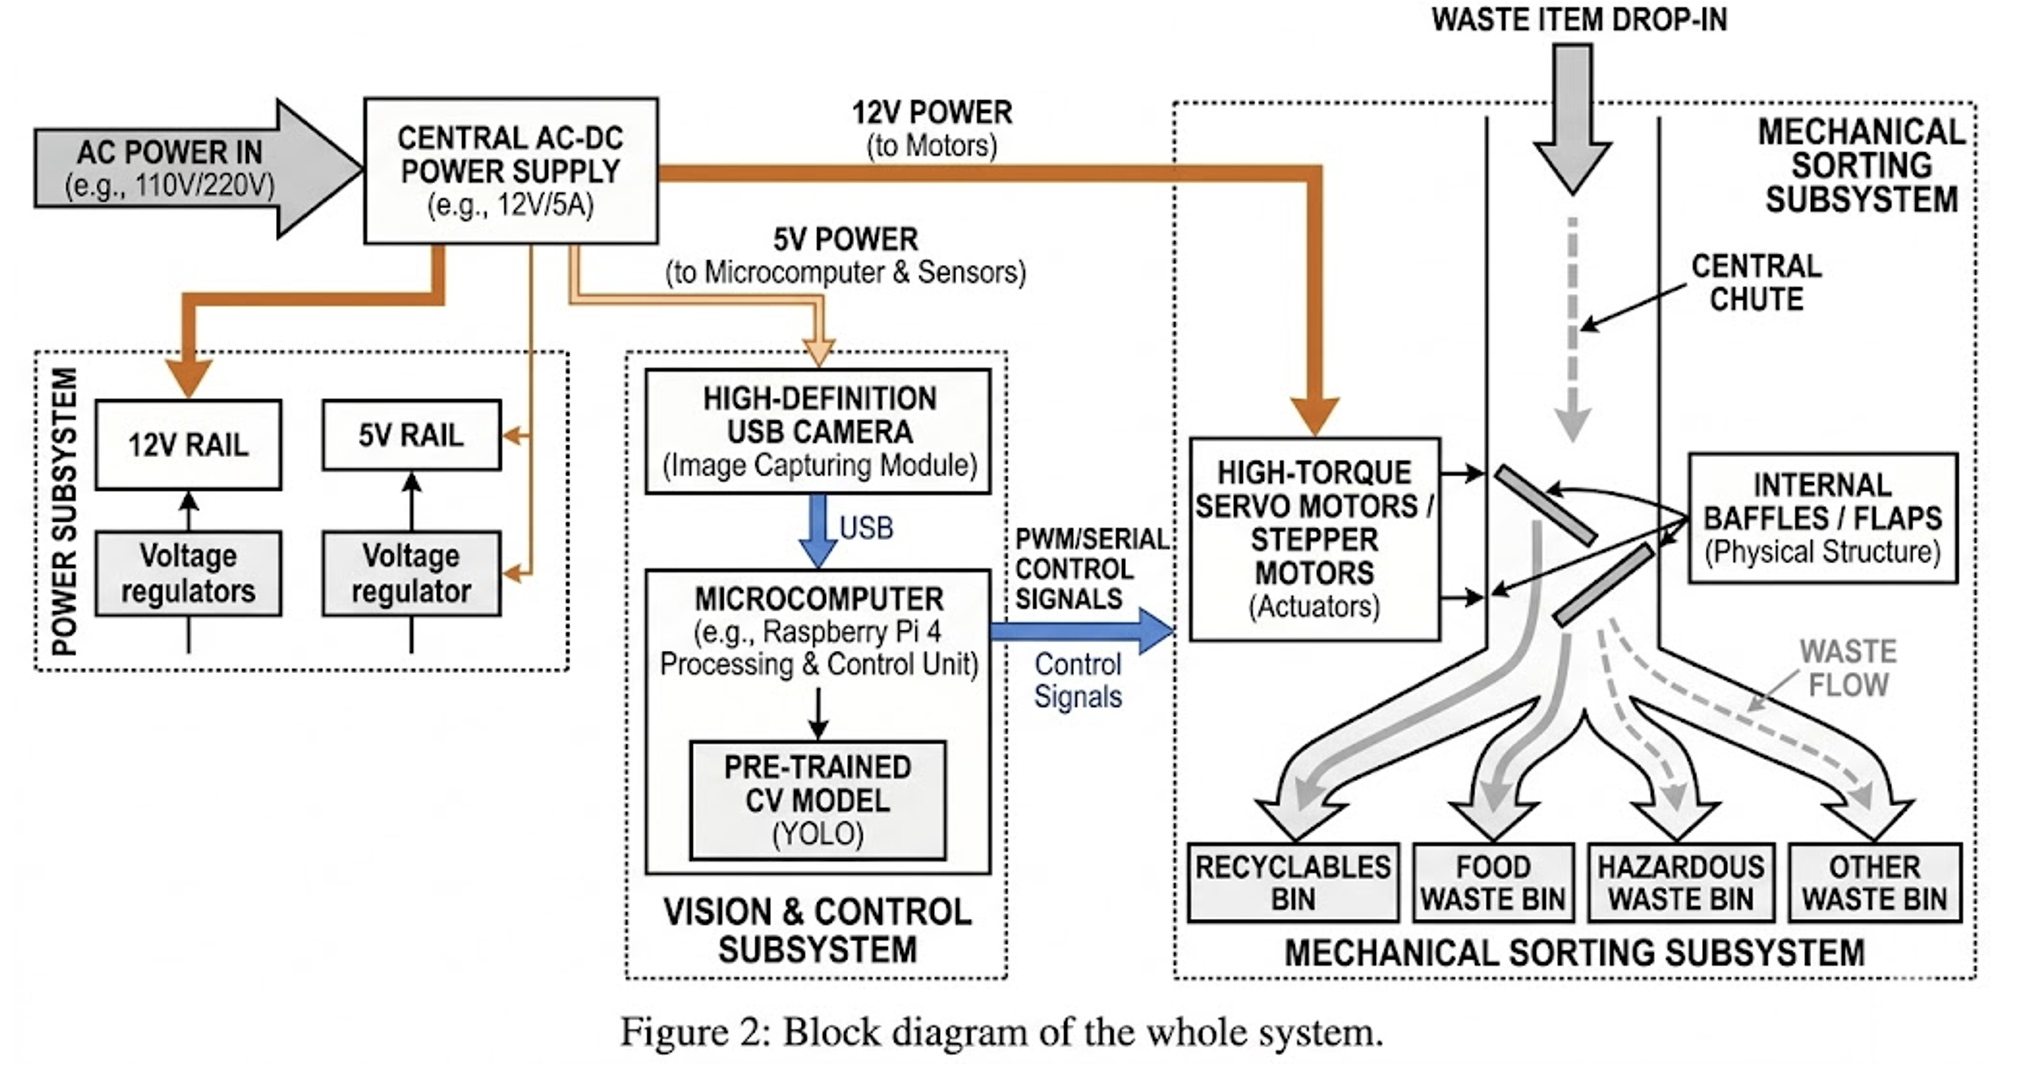 WASTE ITEM DROP-IN
AC POWER IN
(e.g., 110V/220V)
CENTRAL AC-DC
POWER SUPPLY
(e.g., 12V/5A)
12V POWER
(to Motors)
5V POWER
(to Microcomputer & Sensors)
MECHANICAL
SORTING
SUBSYSTEM
CENTRAL
CHUTE
POWER SUBSYSTEM
12V RAIL
5V RAIL
Voltage
regulators
Voltage
regulator
HIGH-DEFINITION
USB CAMERA
(Image Capturing Module)
USB
MICROCOMPUTER
(e.g., Raspberry Pi 4
Processing & Control Unit)
PRE-TRAINED
CV MODEL
(YOLO)
VISION & CONTROL
SUBSYSTEM
PWM/SERIAL
CONTROL
SIGNALS
Control
Signals
HIGH-TORQUE
SERVO MOTORS /
STEPPER
MOTORS
(Actuators)
INTERNAL
BAFFLES / FLAPS
(Physical Structure)
WASTE
FLOW
RECYCLABLES
BIN
FOOD
WASTE BIN
HAZARDOUS
WASTE BIN
OTHER
WASTE BIN
MECHANICAL SORTING SUBSYSTEM
Figure 2: Block diagram of the whole system.